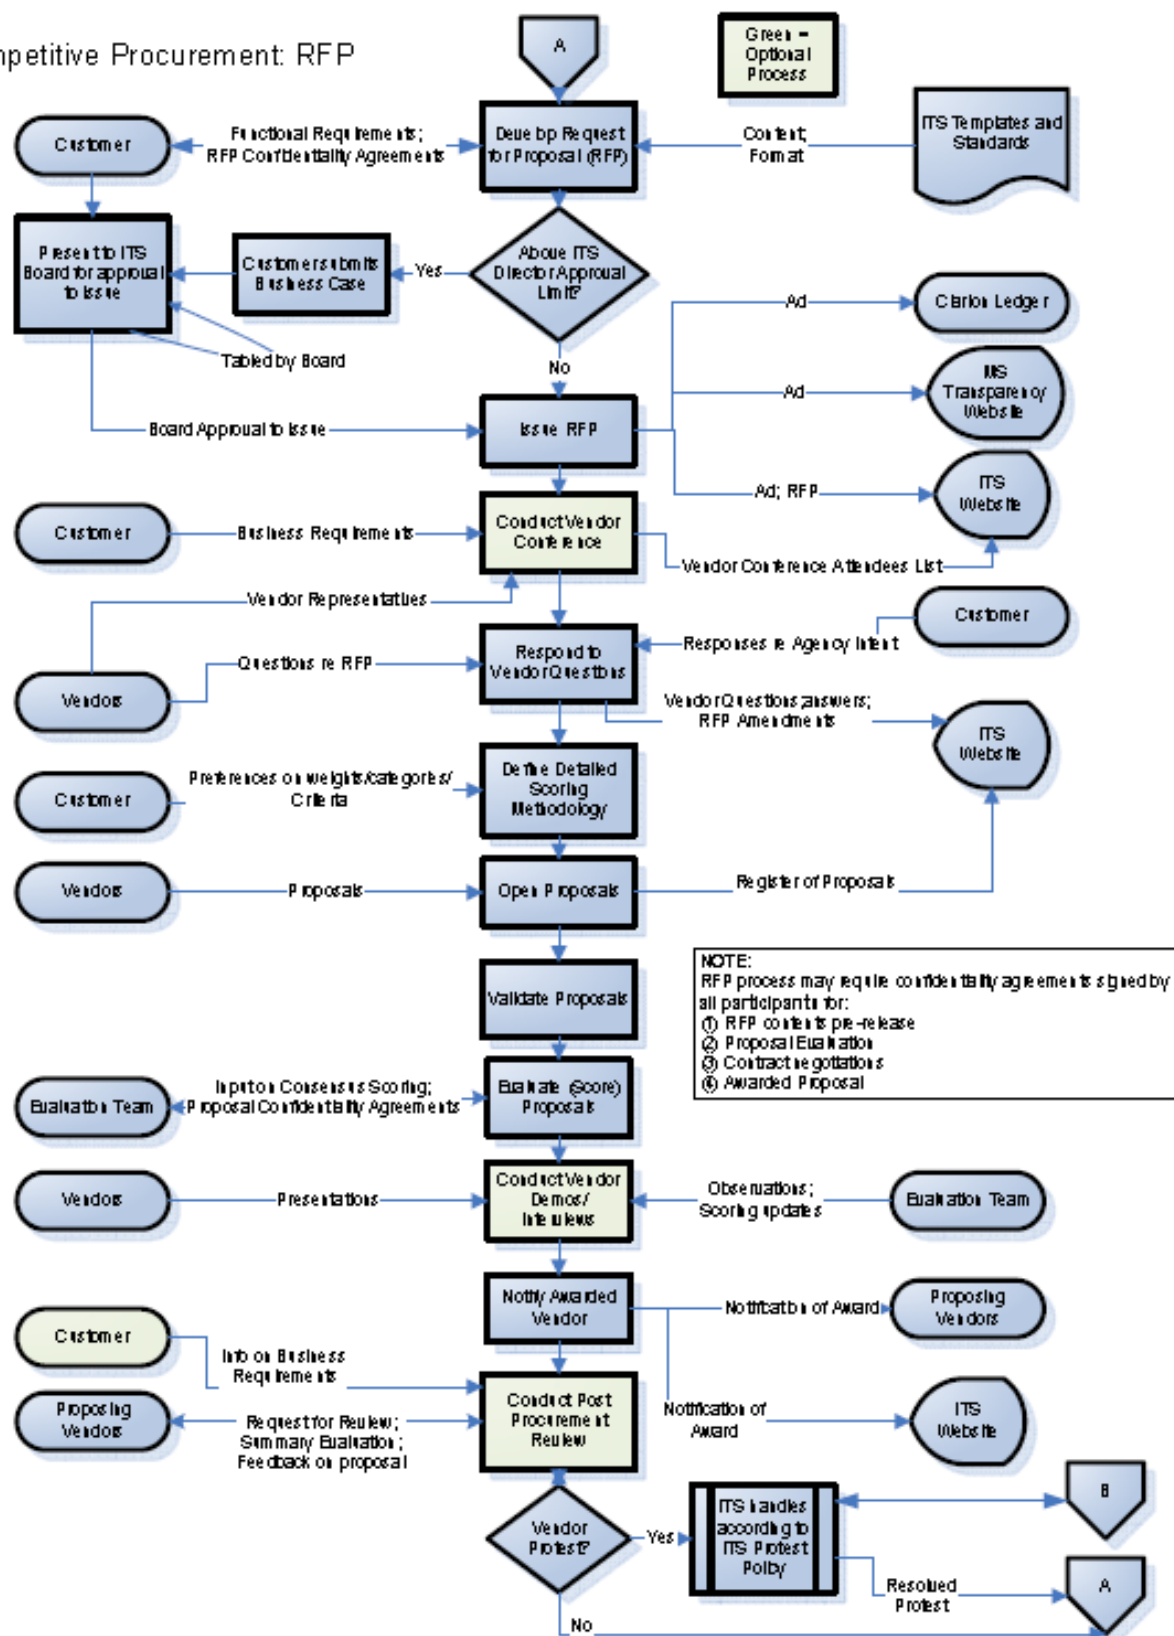 mpetitive Procurement: RFP
A
Green =
Optional
Process
Customer
Functional Requirements;
RFP Confidentiality Agreements
Develop Request
for Proposal (RFP)
Content;
Format
ITS Templates and
Standards
Present to ITS
Board for approval
to Issue
Customer submits
Business Case
Yes
Above ITS
Director Approval
Limit?
Ad
Clarion Ledger
Tabled by Board
No
Ad
MS
Transparency
Website
Board Approval to Issue
Issue RFP
Ad; RFP
ITS
Website
Customer
Business Requirements
Conduct Vendor
Conference
Vendor Conference Attendees List
Vendor Representatives
Customer
Responses re Agency Intent
Questions re RFP
Respond to
Vendor Questions
Vendors
Vendor Questions;answers;
RFP Amendments
ITS
Website
Customer
Preferences on weights/categories/
Criteria
Define Detailed
Scoring
Methodology
Vendors
Proposals
Open Proposals
Register of Proposals
Validate Proposals
NOTE:
RFP process may require confidentiality agreements signed by
all participants for:
① RFP contents pre-release
② Proposal Evaluation
③ Contract negotiations
④ Awarded Proposal
Evaluation Team
Input on Consensus Scoring;
Proposal Confidentiality Agreements
Evaluate (Score)
Proposals
Vendors
Presentations
Conduct Vendor
Demos/
Interviews
Observations;
Scoring updates
Evaluation Team
Notify Awarded
Vendor
Notification of Award
Proposing
Vendors
Customer
Info on Business
Requirements
Proposing
Vendors
Request for Review;
Summary Evaluation;
Feedback on proposal
Conduct Post
Procurement
Review
Notification of
Award
ITS
Website
Vendor
Protest?
Yes
ITS handles
according to
ITS Protest
Policy
B
Resolved
Protest
A
No